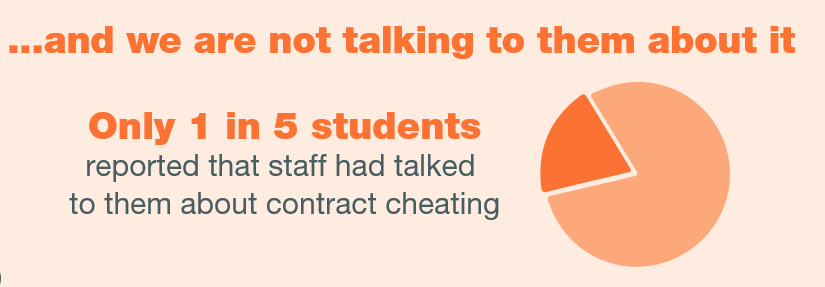 ...and we are not talking to them about it
Only 1 in 5 students
reported that staff had talked
to them about contract cheating